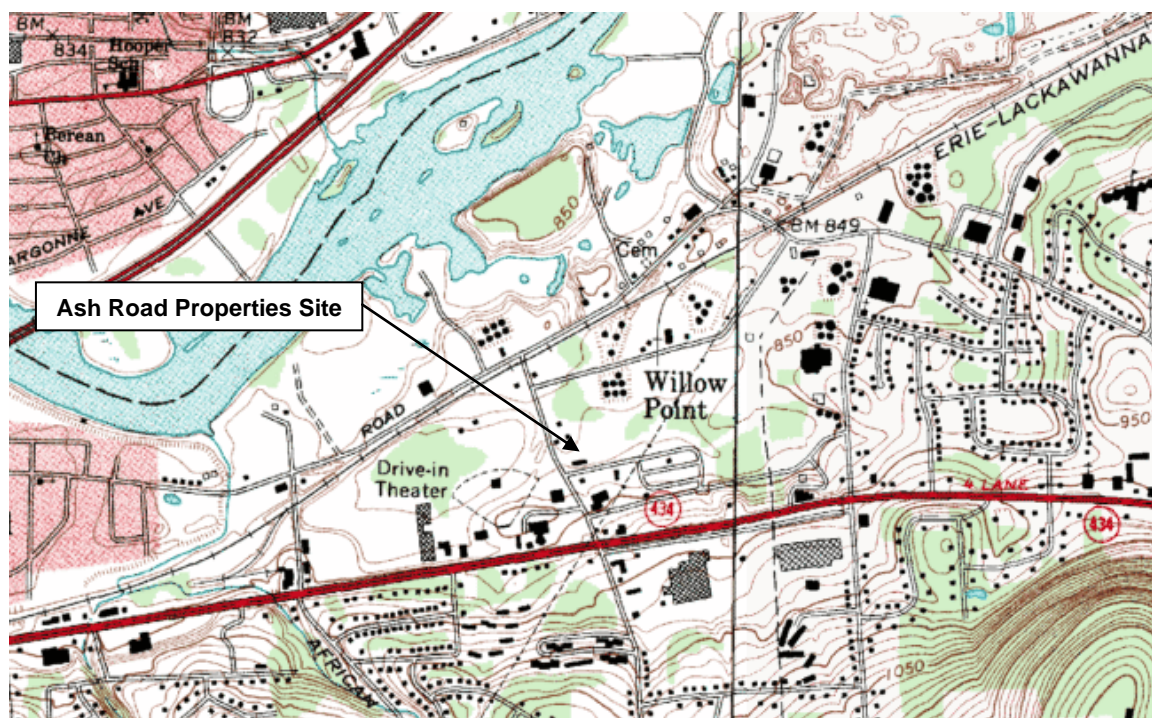 BM
834
BM
832
Hooper
Sch
Berean
Ch
AVE
ARGONNE
850
Cem
BM 849
ERIE-LACKAWANNA
Ash Road Properties Site
850
950
Willow
Point
ROAD
Drive-in
Theater
434
4 LANE
434
AFRICAN
1050